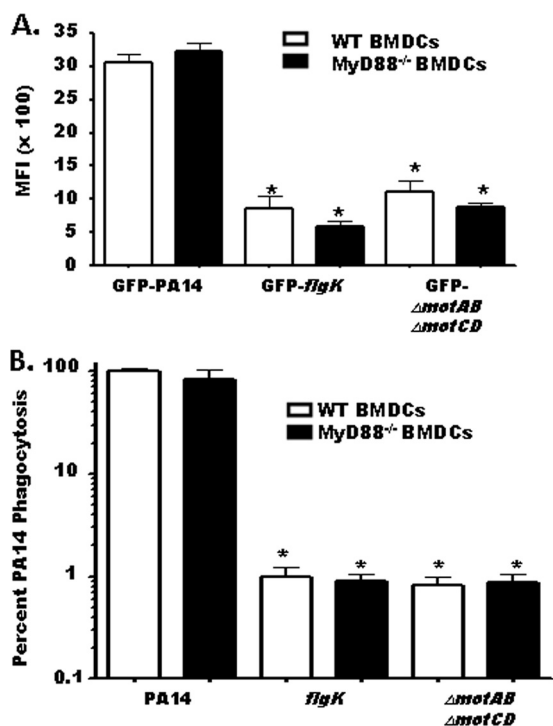 A.
WT BMDCs
MyD88-/- BMDCs
MFI (x 100)
35
30
25
20
15
10
5
0
* * * *
GFP-PA14 GFP-flgK GFP-
ΔmotAB
ΔmotCD
B.
WT BMDCs
MyD88-/- BMDCs
Percent PA14 Phagocytosis
100
10
1
0.1
* * * *
PA14 flgK ΔmotAB
ΔmotCD